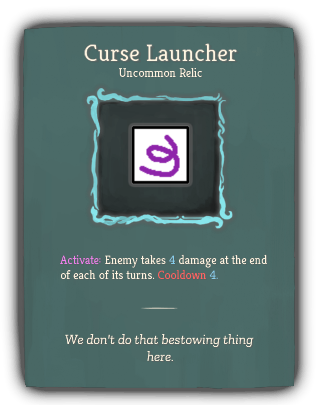 Curse Launcher
Uncommon Relic
Activate: Enemy takes 4 damage at the end
of each of its turns. Cooldown 4.
We don't do that bestowing thing
here.